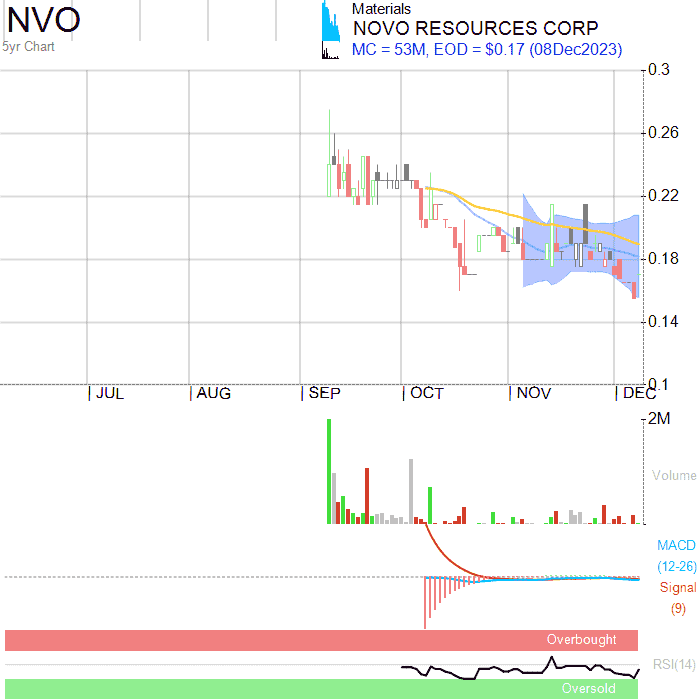 NVO
5yr Chart
Materials
NOVO RESOURCES CORP
MC = 53M, EOD = $0.17 (08Dec2023)
0.3
0.26
0.22
0.18
0.14
0.1
JUL AUG SEP OCT NOV DEC
2M
Volume
MACD
(12-26)
Signal
(9)
Overbought
RSI(14)
Oversold